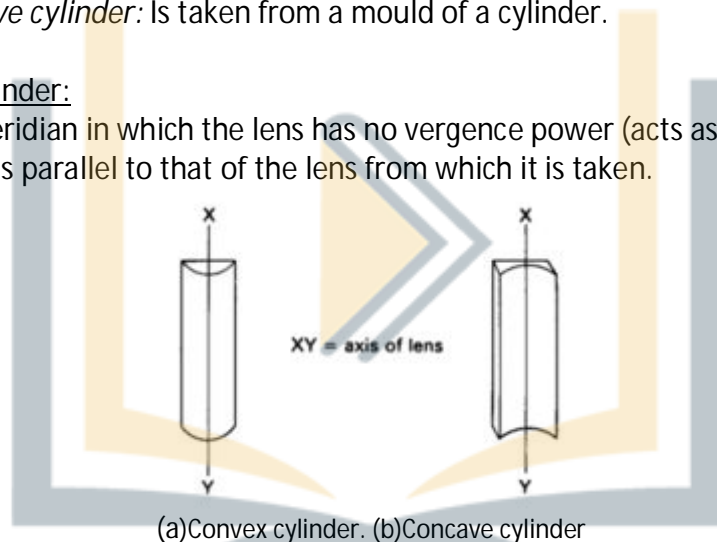 ve cylinder: Is taken from a mould of a cylinder.
nder:
eridian in which the lens has no vergence power (acts as
s parallel to that of the lens from which it is taken.
X X
XY = axis of lens
Y Y
(a)Convex cylinder. (b)Concave cylinder